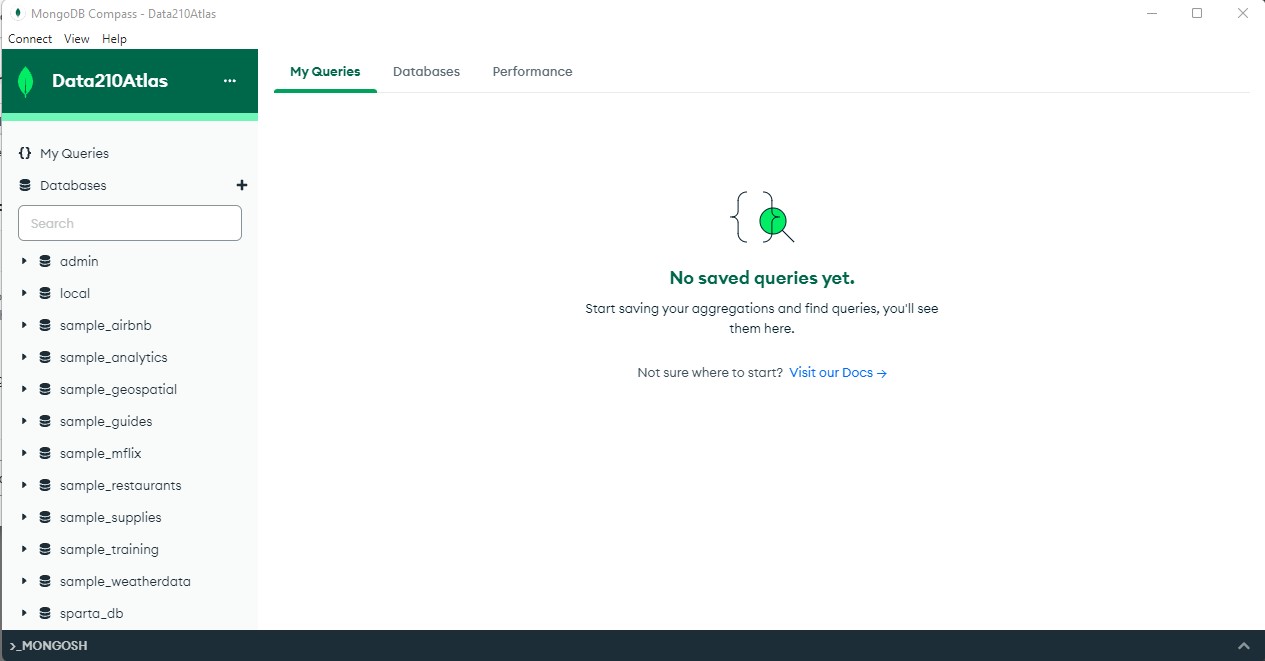 MongoDB Compass - Data210Atlas
Connect View Help
Data210Atlas
My Queries
Databases
Search
admin
local
sample_airbnb
sample_analytics
sample_geospatial
sample_guides
sample_mflix
sample_restaurants
sample_supplies
sample_training
sample_weatherdata
sparta_db
My Queries Databases Performance
No saved queries yet.
Start saving your aggregations and find queries, you'll see
them here.
Not sure where to start? Visit our Docs →
>_MONGOSH